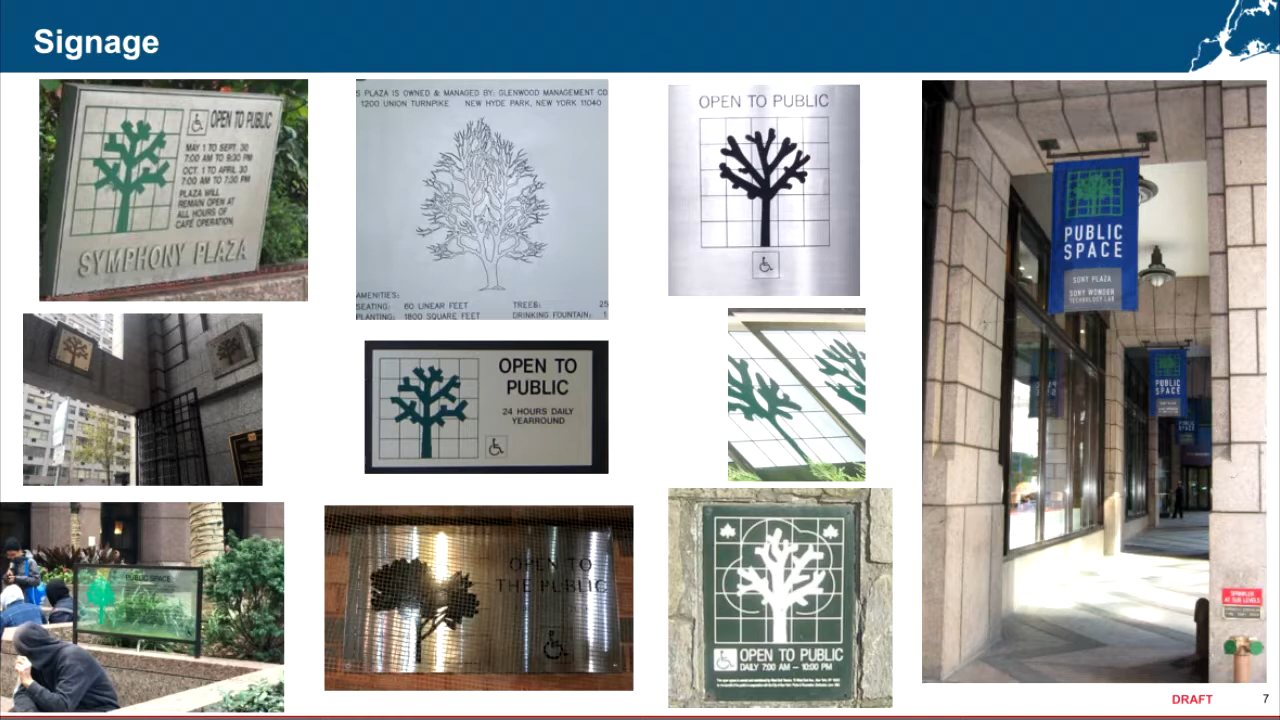 Signage
OPEN TO PUBLIC
MAY 1 TO SEPT. 30
7:00 AM TO 9:30 PM
OCT. 1 TO APRIL 30
7:00 AM TO 7:30 PM
PLAZA WILL
REMAIN OPEN AT
ALL HOURS OF
CAFE OPERATION
SYMPHONY PLAZA
S PLAZA IS OWNED & MANAGED BY: GLENWOOD MANAGEMENT CO
1200 UNION TURNPIKE NEW HYDE PARK, NEW YORK 11040
AMENITIES:
SEATING: 60 LINEAR FEET TREES: 25
PLANTING: 1800 SQUARE FEET DRINKING FOUNTAIN: 1
OPEN TO PUBLIC
PUBLIC
SPACE
SONY PLAZA
SONY WONDER
TECHNOLOGY LAB
PUBLIC
SPACE
PUBLIC
SPACE
OPEN TO
PUBLIC
24 HOURS DAILY
YEARROUND
PUBLIC SPACE
OPEN TO
THE PUBLIC
OPEN TO PUBLIC
DAILY 7:00 AM – 10:00 PM
SPRINKLER
DRAFT
7